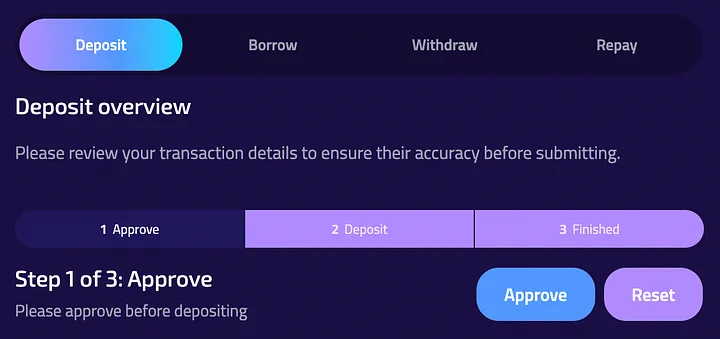 Deposit Borrow Withdraw Repay
Deposit overview
Please review your transaction details to ensure their accuracy before submitting.
1 Approve 2 Deposit 3 Finished
Step 1 of 3: Approve
Please approve before depositing
Approve Reset